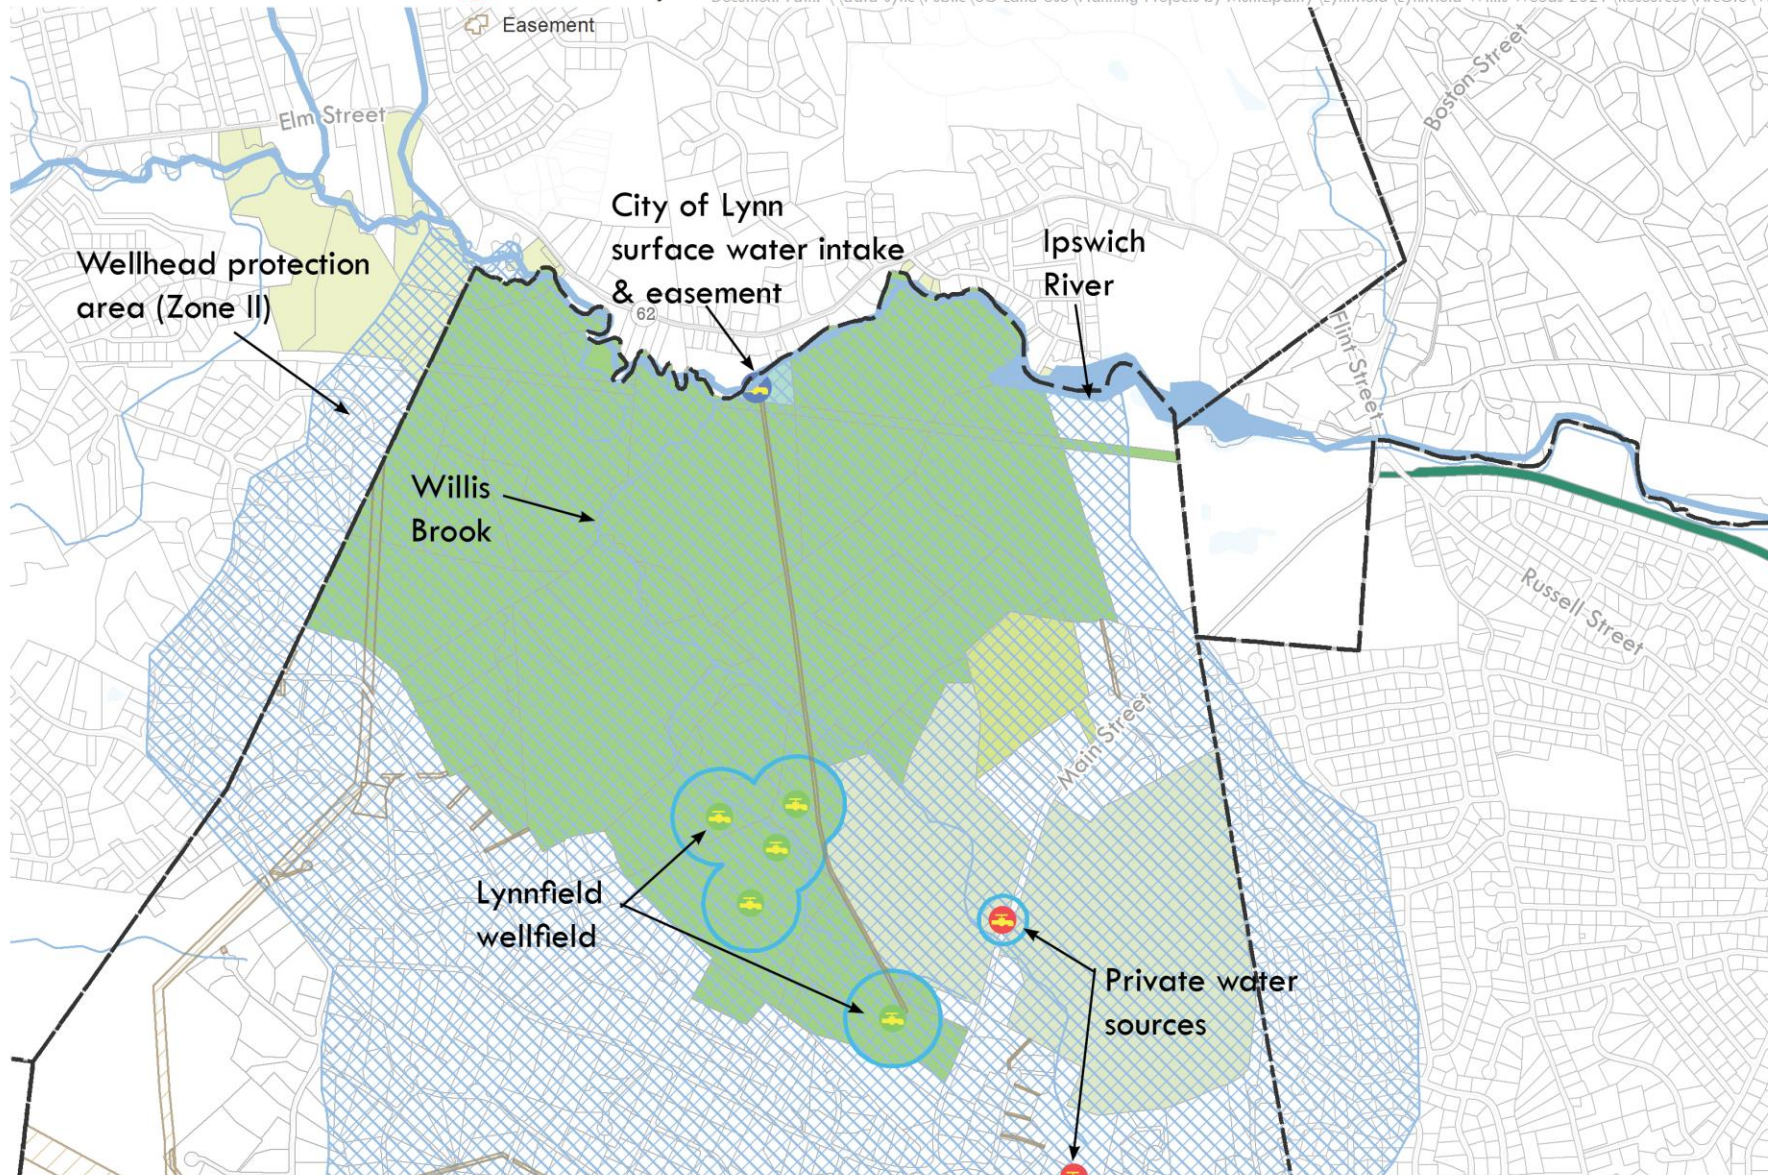 Easement
Elm Street
Boston Street
City of Lynn
surface water intake
& easement
Ipswich
River
Wellhead protection
area (Zone II)
62
Flint Street
Willis
Brook
Russell Street
Main Street
Lynnfield
wellfield
Private water
sources